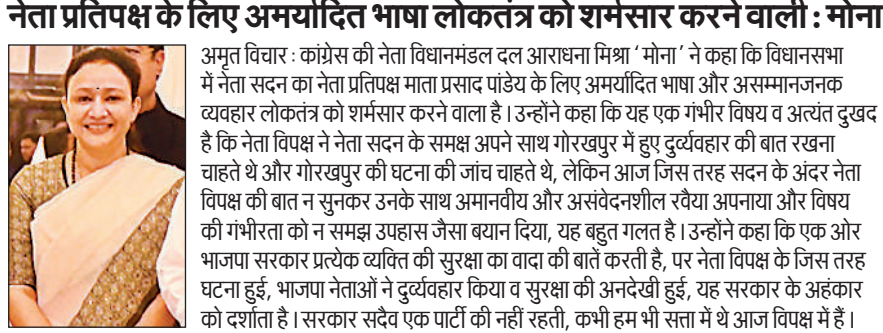 नेता प्रतिपक्ष के लिए अमर्यादित भाषा लोकतंत्र को शर्मसार करने वाली : मोना
अमृत विचार : कांग्रेस की नेता विधानमंडल दल आराधना मिश्रा ‘ मोना ’ ने कहा कि विधानसभा
में नेता सदन का नेता प्रतिपक्ष माता प्रसाद पांडेय के लिए अमर्यादित भाषा और असम्मानजनक
व्यवहार लोकतंत्र को शर्मसार करने वाला है । उन्होंने कहा कि यह एक गंभीर विषय व अत्यंत दुखद
है कि नेता विपक्ष ने नेता सदन के समक्ष अपने साथ गोरखपुर में हुए दुर्व्यवहार की बात रखना
चाहते थे और गोरखपुर की घटना की जांच चाहते थे, लेकिन आज जिस तरह सदन के अंदर नेता
विपक्ष की बात न सुनकर उनके साथ अमानवीय और असंवेदनशील रवैया अपनाया और विषय
की गंभीरता को न समझ उपहास जैसा बयान दिया, यह बहुत गलत है । उन्होंने कहा कि एक ओर
भाजपा सरकार प्रत्येक व्यक्ति की सुरक्षा का वादा की बातें करती है, पर नेता विपक्ष के जिस तरह
घटना हुई, भाजपा नेताओं ने दुर्व्यवहार किया व सुरक्षा की अनदेखी हुई, यह सरकार के अहंकार
को दर्शाता है । सरकार सदैव एक पार्टी की नहीं रहती, कभी हम भी सत्ता में थे आज विपक्ष में हैं ।